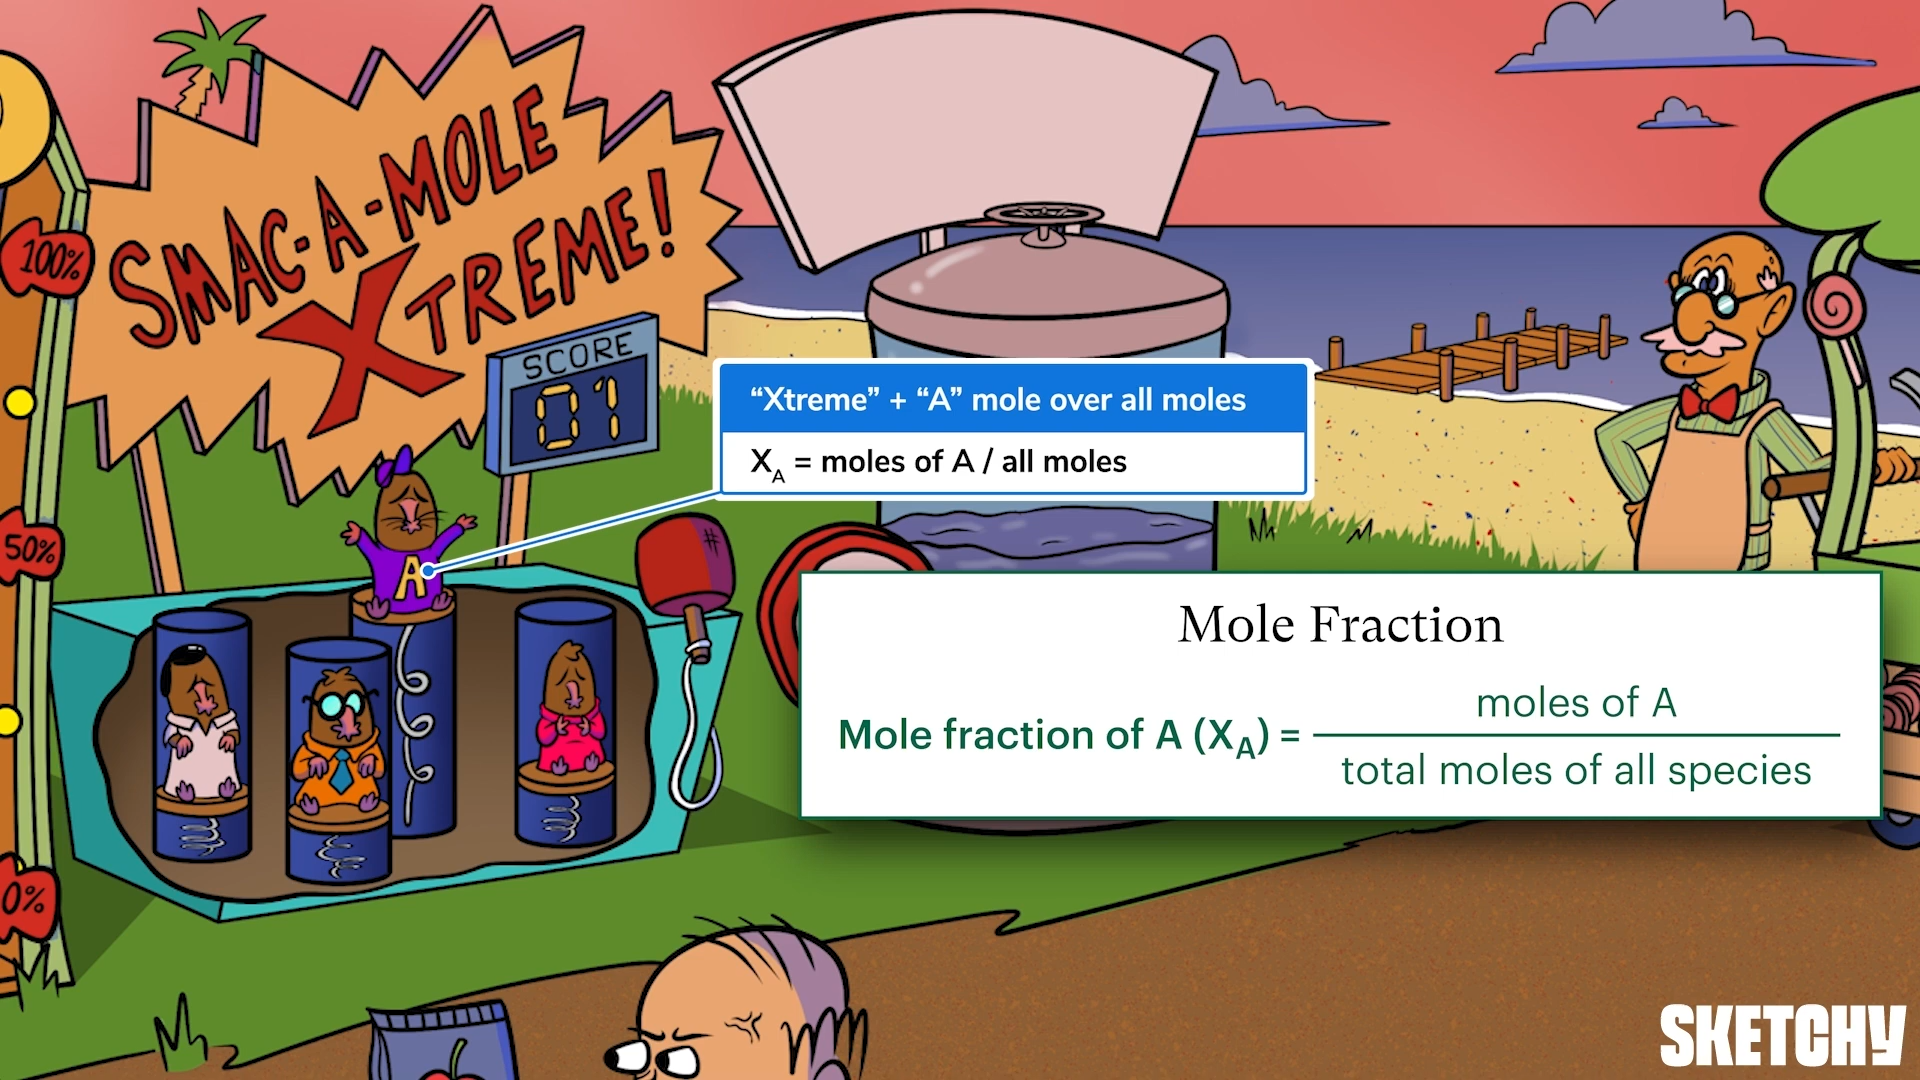 SMAC-A-MOLE
XTREME!
SCORE
01
100%
50%
0%
A
“Xtreme” + “A” mole over all moles
XA = moles of A / all moles
Mole Fraction
Mole fraction of A (XA) =
moles of A
total moles of all species
SKETCHY